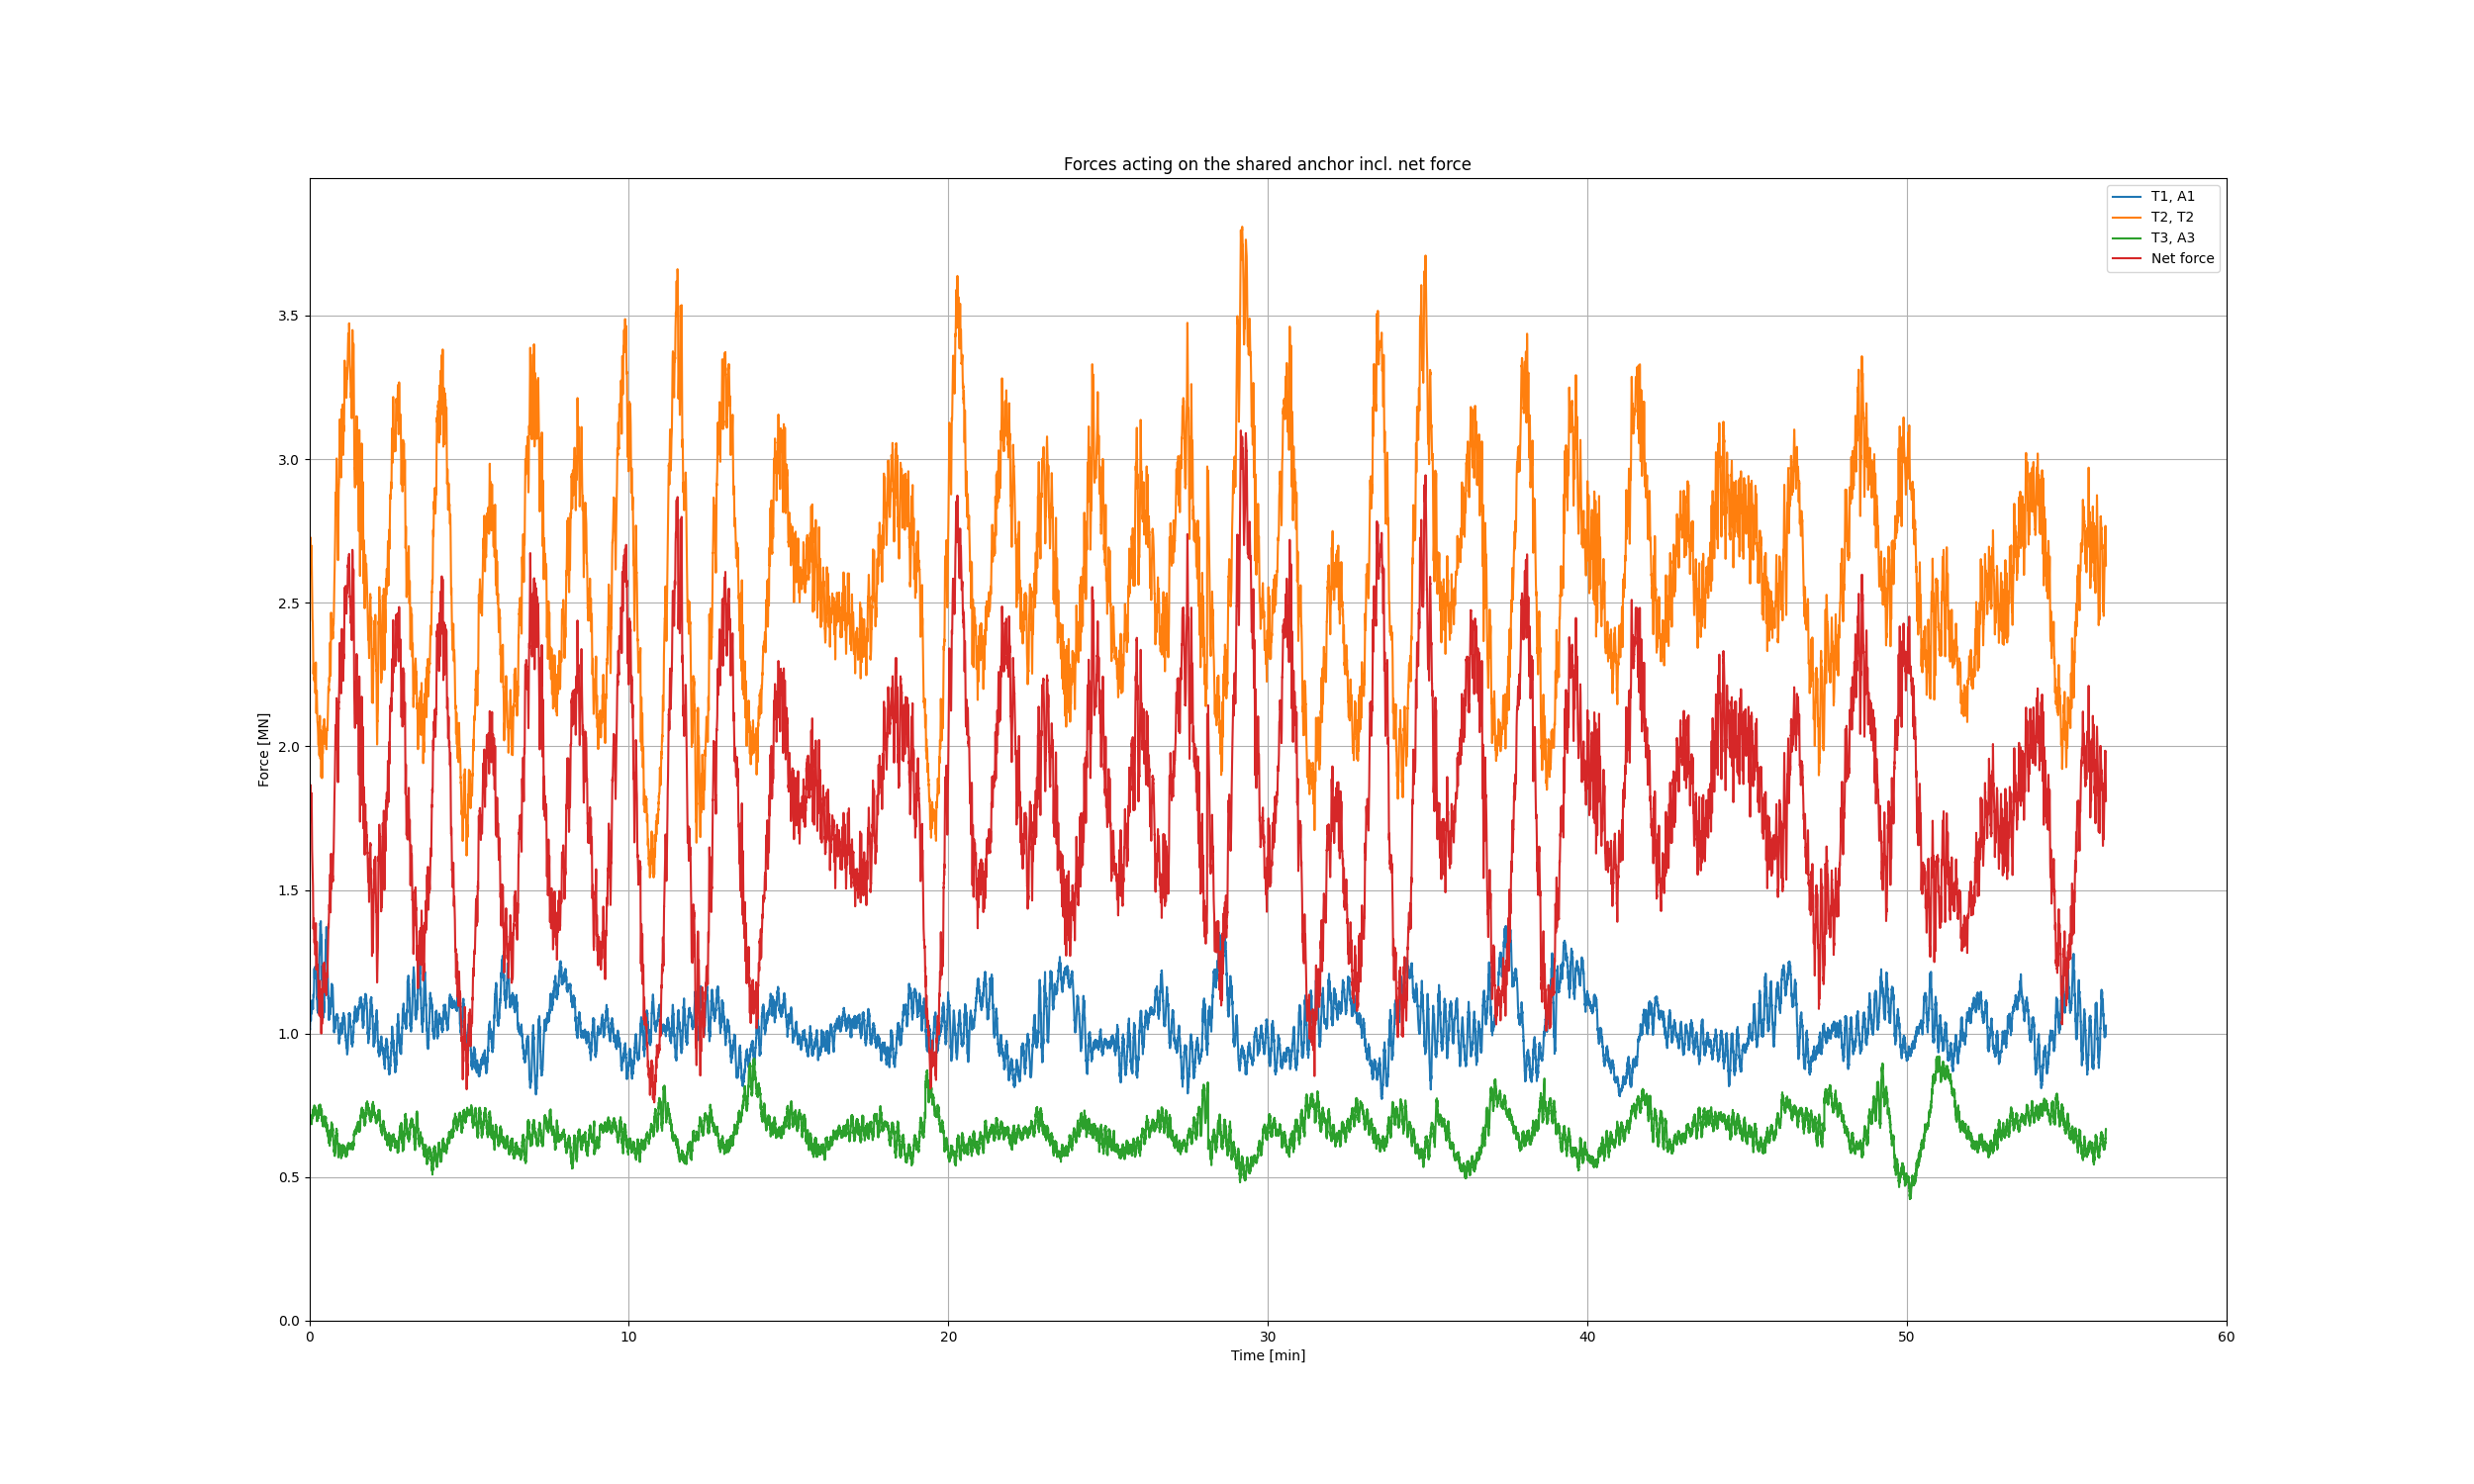 Forces acting on the shared anchor incl. net force
T1, A1
T2, T2
T3, A3
Net force
Force [MN]
3.5
3.0
2.5
2.0
1.5
1.0
0.5
0.0
0 10 20 30 40 50 60
Time [min]